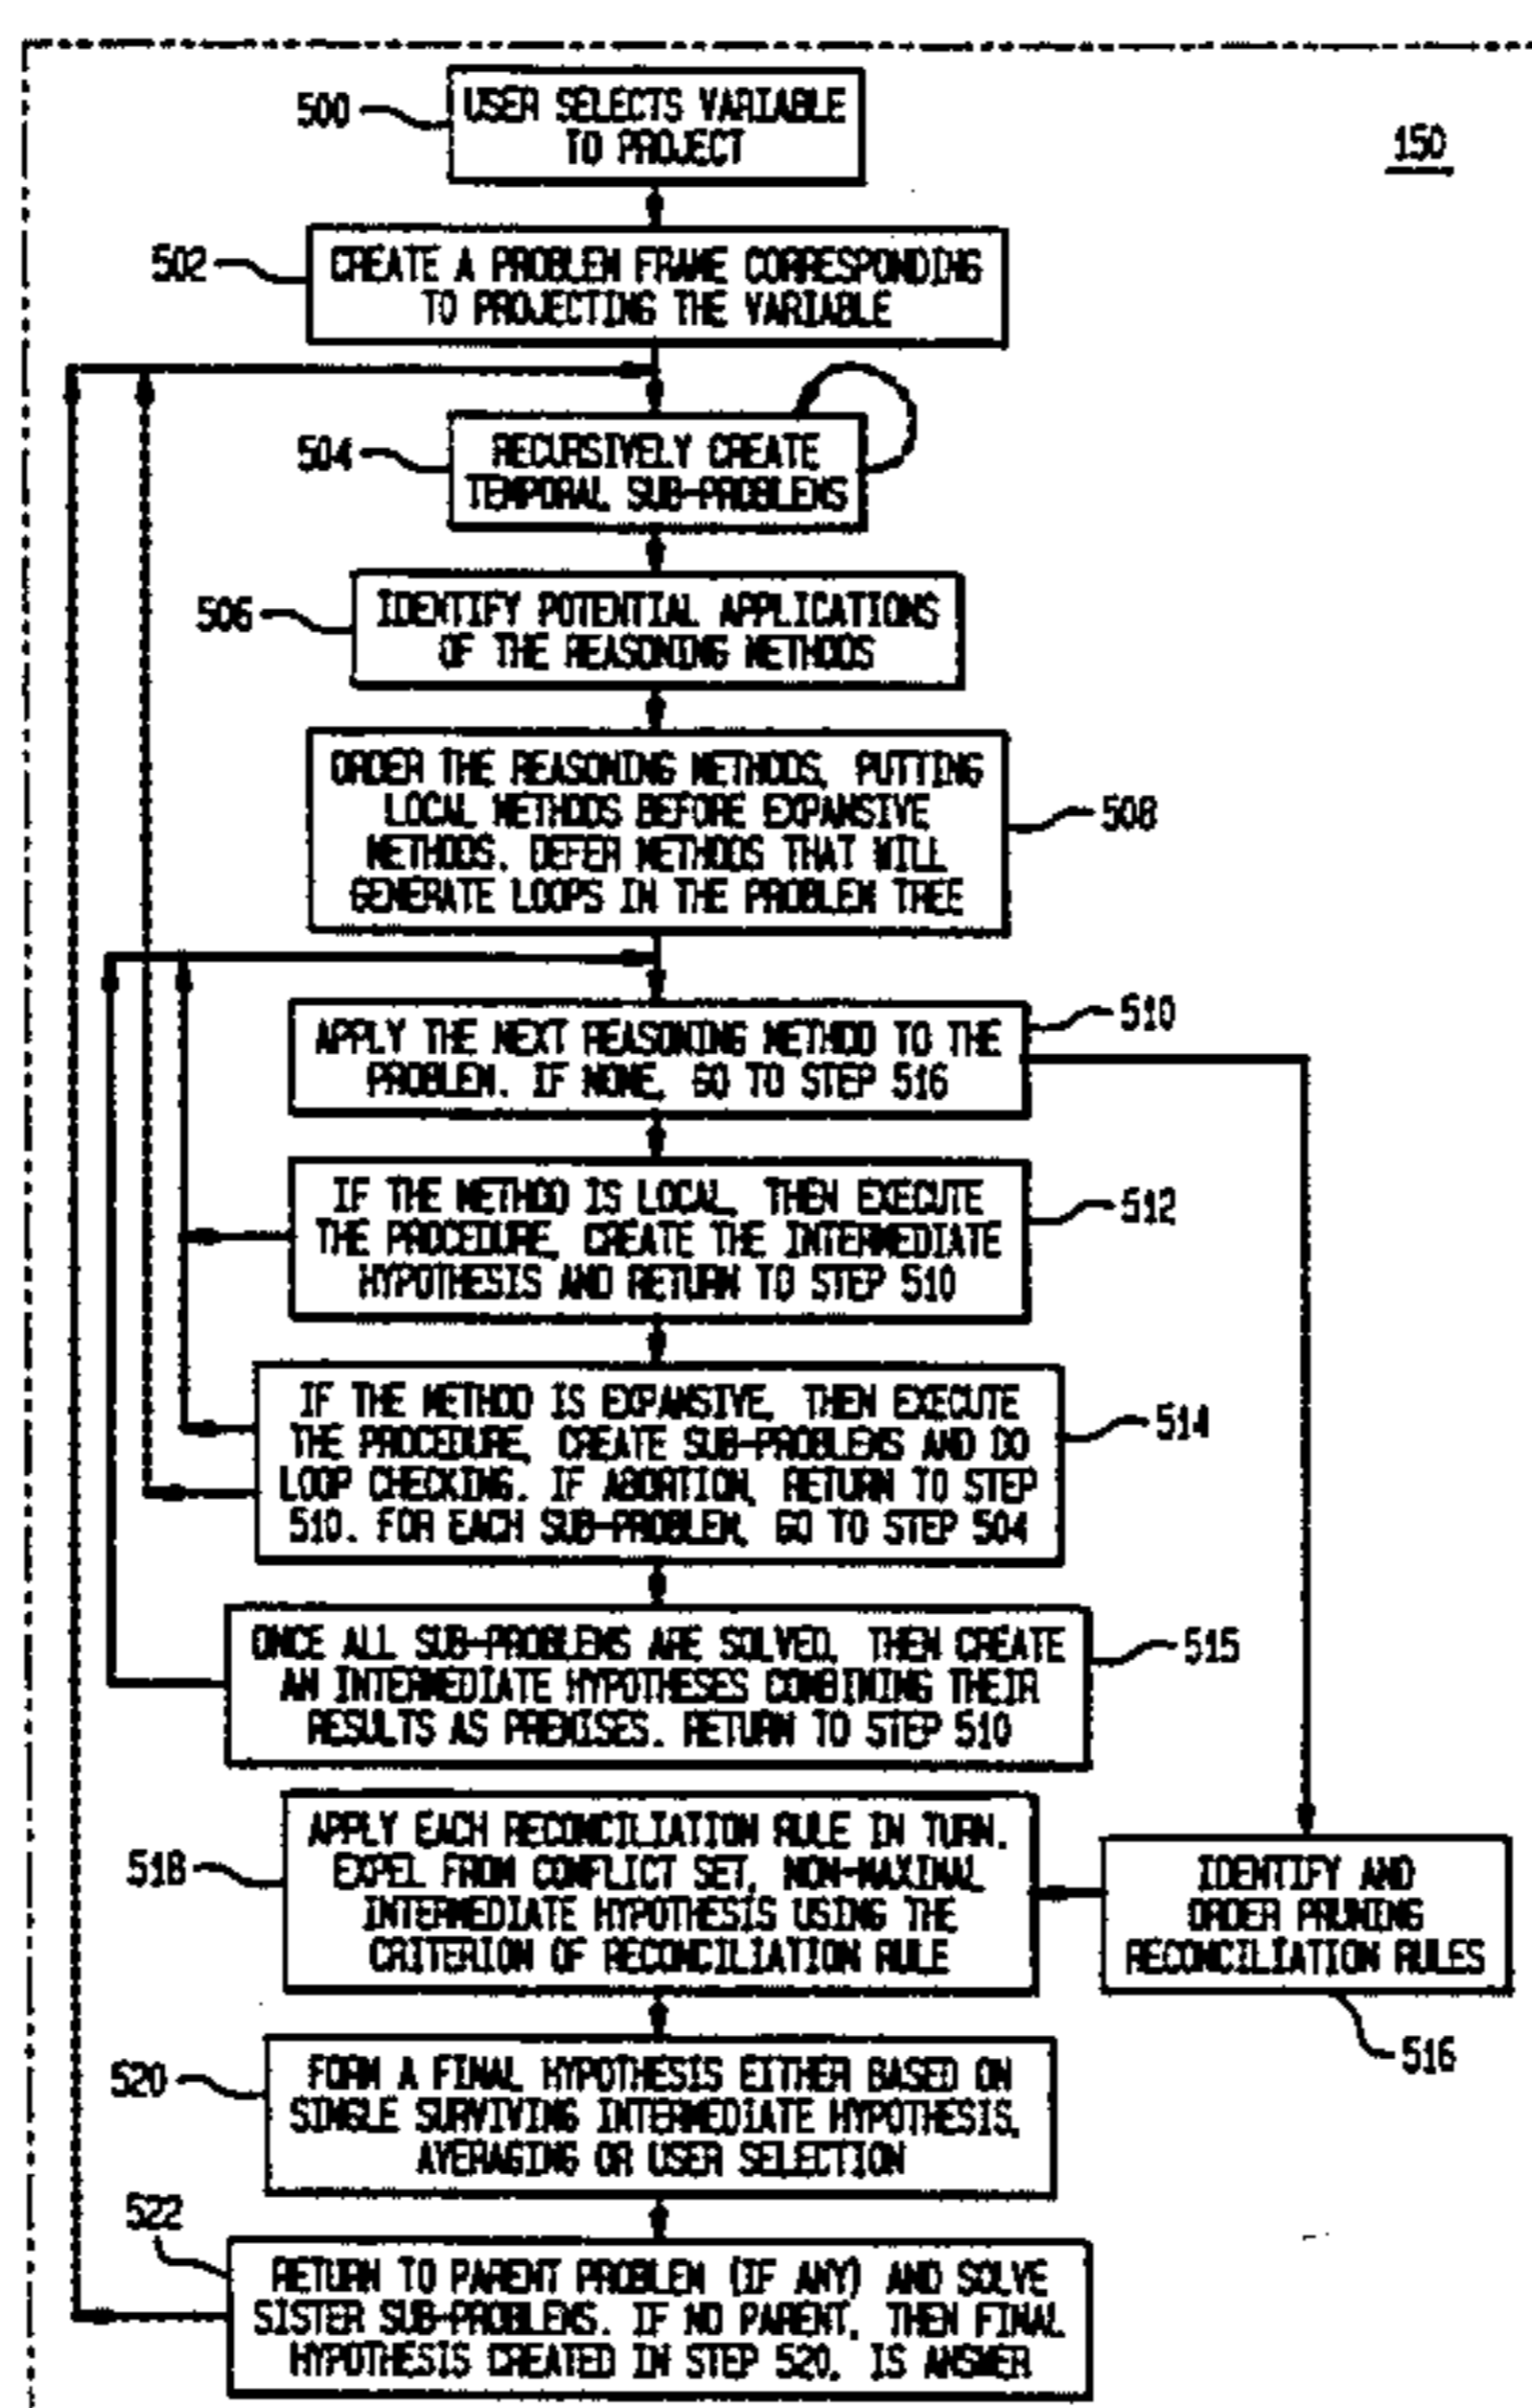 500
USER SELECTS VARIABLE
TO PROJECT
150
502
CREATE A PROBLEM FRAME CORRESPONDING
TO PROJECTING THE VARIABLE
504
RECURSIVELY CREATE
TEMPORAL SUB-PROBLEMS
506
IDENTIFY POTENTIAL APPLICATIONS
OF THE REASONING METHODS
ORDER THE REASONING METHODS, PUTTING
LOCAL METHODS BEFORE EXPANSIVE
METHODS. DEFER METHODS THAT WILL
GENERATE LOOPS IN THE PROBLEM TREE
508
APPLY THE NEXT REASONING METHOD TO THE
PROBLEM. IF NONE, GO TO STEP 516
510
IF THE METHOD IS LOCAL, THEN EXECUTE
THE PROCEDURE, CREATE THE INTERMEDIATE
HYPOTHESIS AND RETURN TO STEP 510
512
IF THE METHOD IS EXPANSIVE, THEN EXECUTE
THE PROCEDURE, CREATE SUB-PROBLEMS AND DO
LOOP CHECKING. IF ABORTION, RETURN TO STEP
510. FOR EACH SUB-PROBLEM, GO TO STEP 504
514
ONCE ALL SUB-PROBLEMS ARE SOLVED, THEN CREATE
AN INTERMEDIATE HYPOTHESES COMBINING THEIR
RESULTS AS PREMISES. RETURN TO STEP 510
515
518
APPLY EACH RECONCILIATION RULE IN TURN.
EXPEL FROM CONFLICT SET, NON-MAXIMAL
INTERMEDIATE HYPOTHESIS USING THE
CRITERION OF RECONCILIATION RULE
IDENTIFY AND
ORDER PRUNING
RECONCILIATION RULES
516
520
FORM A FINAL HYPOTHESIS EITHER BASED ON
SINGLE SURVIVING INTERMEDIATE HYPOTHESIS,
AVERAGING OR USER SELECTION
522
RETURN TO PARENT PROBLEM (IF ANY) AND SOLVE
SISTER SUB-PROBLEMS. IF NO PARENT, THEN FINAL
HYPOTHESIS CREATED IN STEP 520, IS ANSWER